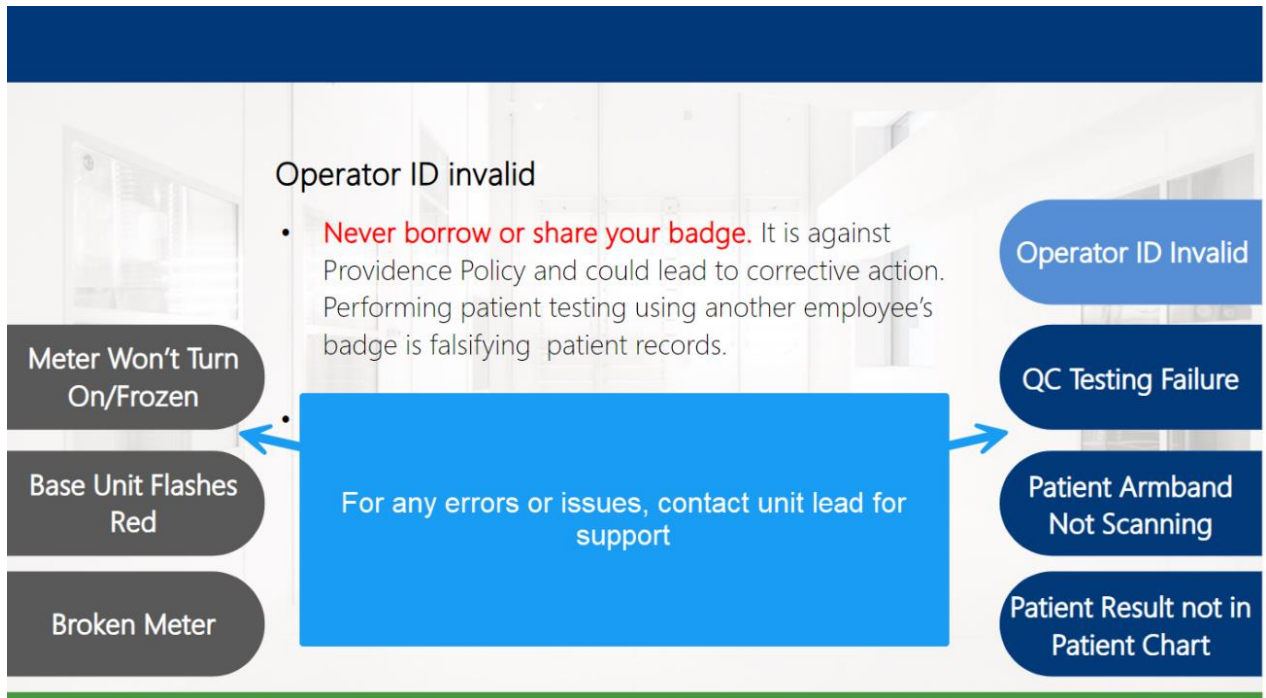 Operator ID invalid
• Never borrow or share your badge. It is against
Providence Policy and could lead to corrective action.
Performing patient testing using another employee’s
badge is falsifying  patient records.
•
For any errors or issues, contact unit lead for
support
Meter Won’t Turn
On/Frozen
Base Unit Flashes
Red
Broken Meter
Operator ID Invalid
QC Testing Failure
Patient Armband
Not Scanning
Patient Result not in
Patient Chart